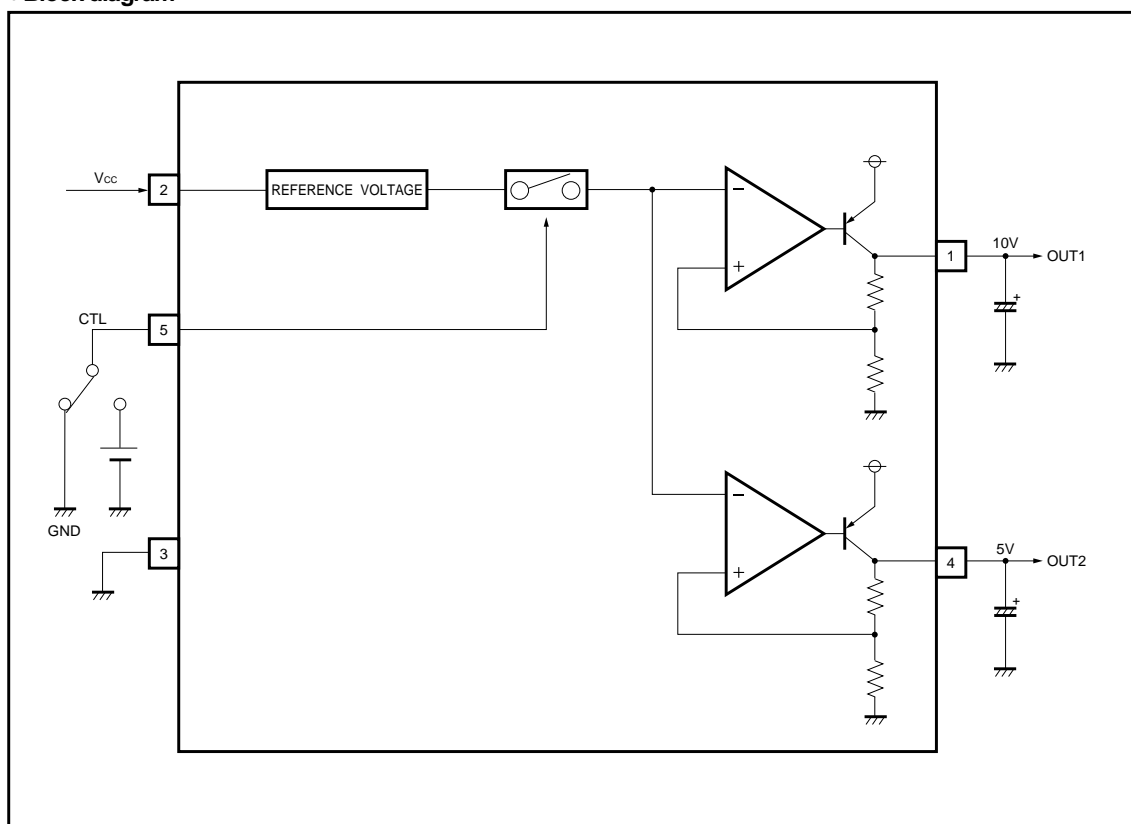 Block diagram
Vcc
2
REFERENCE VOLTAGE
−
+
1
10V
+
OUT1
CTL
5
GND
3
−
+
4
5V
+
OUT2